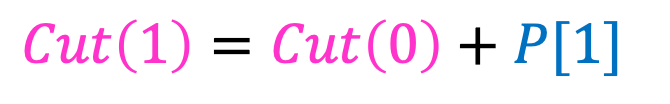 Cut(1) = Cut(0) + P[1]